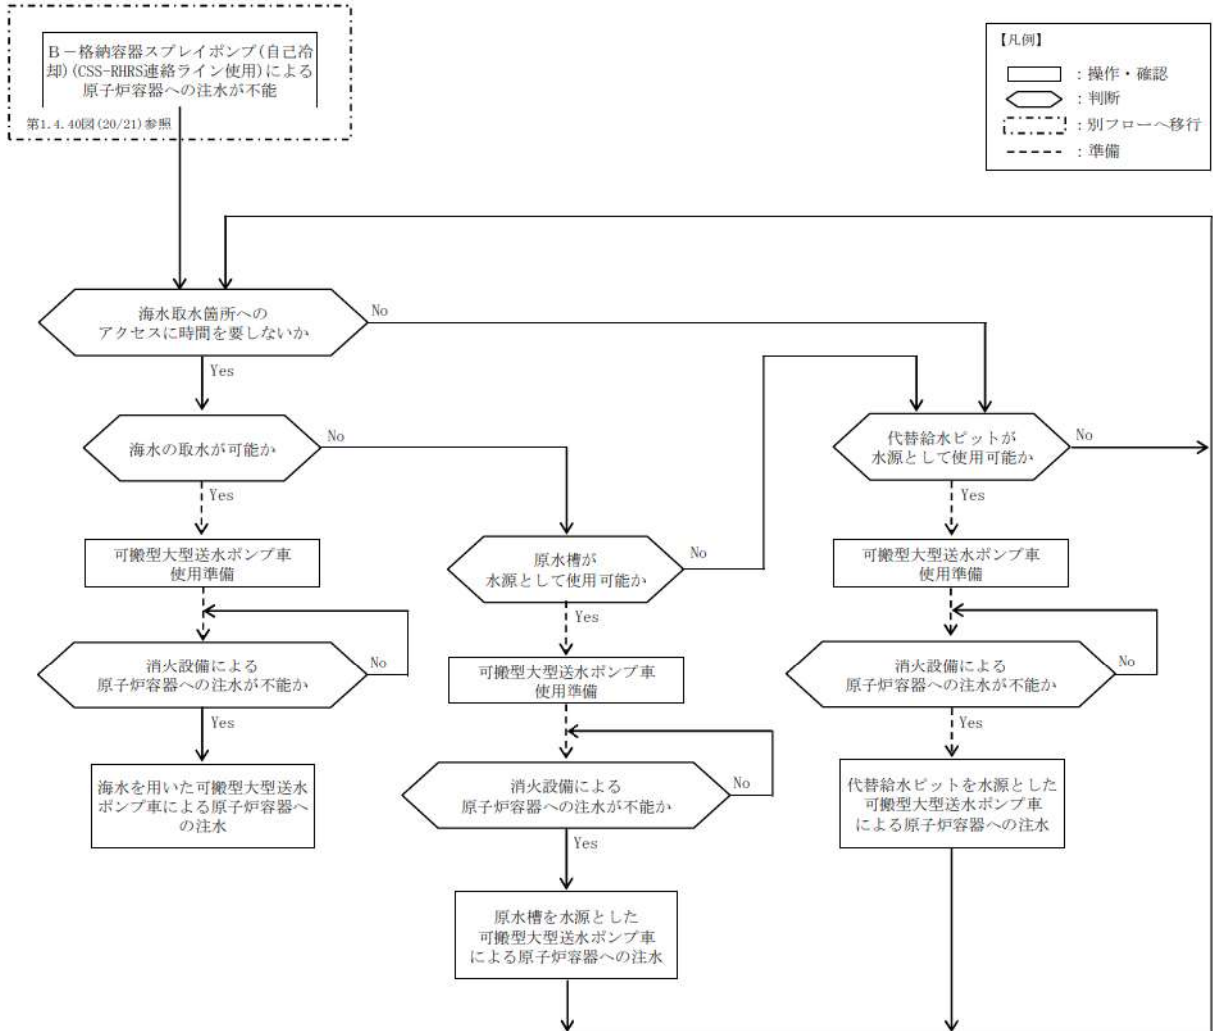 B－格納容器スプレイポンプ(自己冷
却)(CSS-RHRS連絡ライン使用)による
原子炉容器への注水が不能
第1.4.40図(20/21)参照
【凡例】
：操作・確認
：判断
：別フローへ移行
：準備
海水取水箇所への
アクセスに時間を要しないか
No
Yes
海水の取水が可能か
No
Yes
代替給水ピットが
水源として使用可能か
No
Yes
可搬型大型送水ポンプ車
使用準備
原水槽が
水源として使用可能か
No
Yes
可搬型大型送水ポンプ車
使用準備
消火設備による
原子炉容器への注水が不能か
No
Yes
可搬型大型送水ポンプ車
使用準備
消火設備による
原子炉容器への注水が不能か
No
Yes
海水を用いた可搬型大型送水
ポンプ車による原子炉容器へ
の注水
消火設備による
原子炉容器への注水が不能か
No
Yes
代替給水ピットを水源とした
可搬型大型送水ポンプ車
による原子炉容器への注水
原水槽を水源とした
可搬型大型送水ポンプ車
による原子炉容器への注水